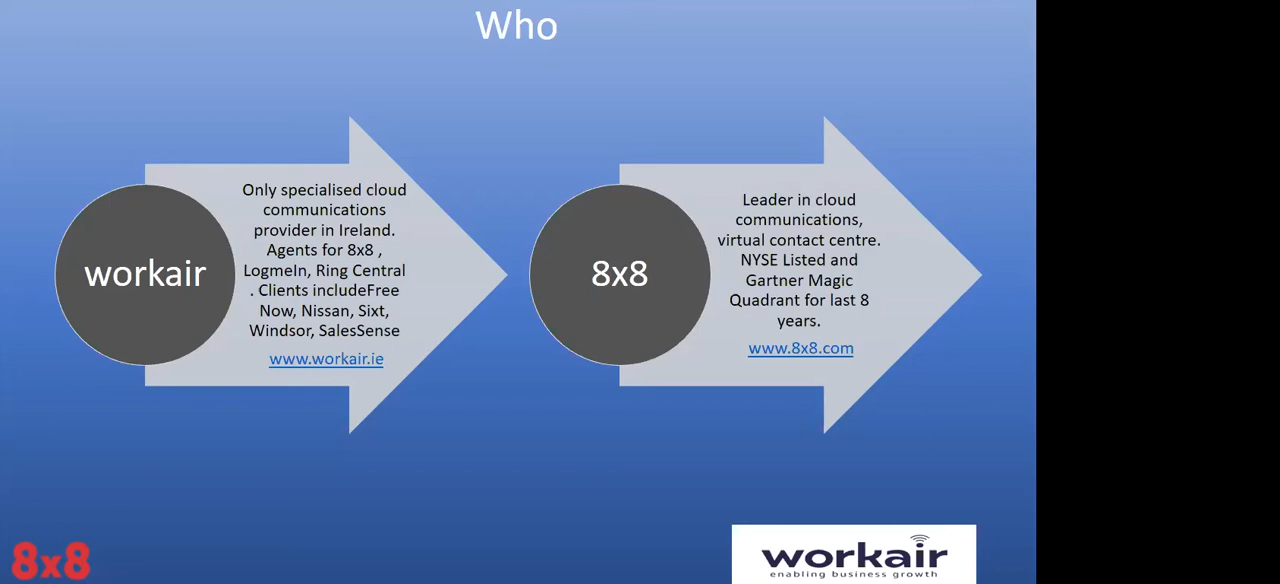 Who
workair
Only specialised cloud
communications
provider in Ireland.
Agents for 8x8 ,
LogmeIn, Ring Central
. Clients includeFree
Now, Nissan, Sixt,
Windsor, SalesSense
www.workair.ie
8x8
Leader in cloud
communications,
virtual contact centre.
NYSE Listed and
Gartner Magic
Quadrant for last 8
years.
www.8x8.com
8x8
workair
enabling business growth